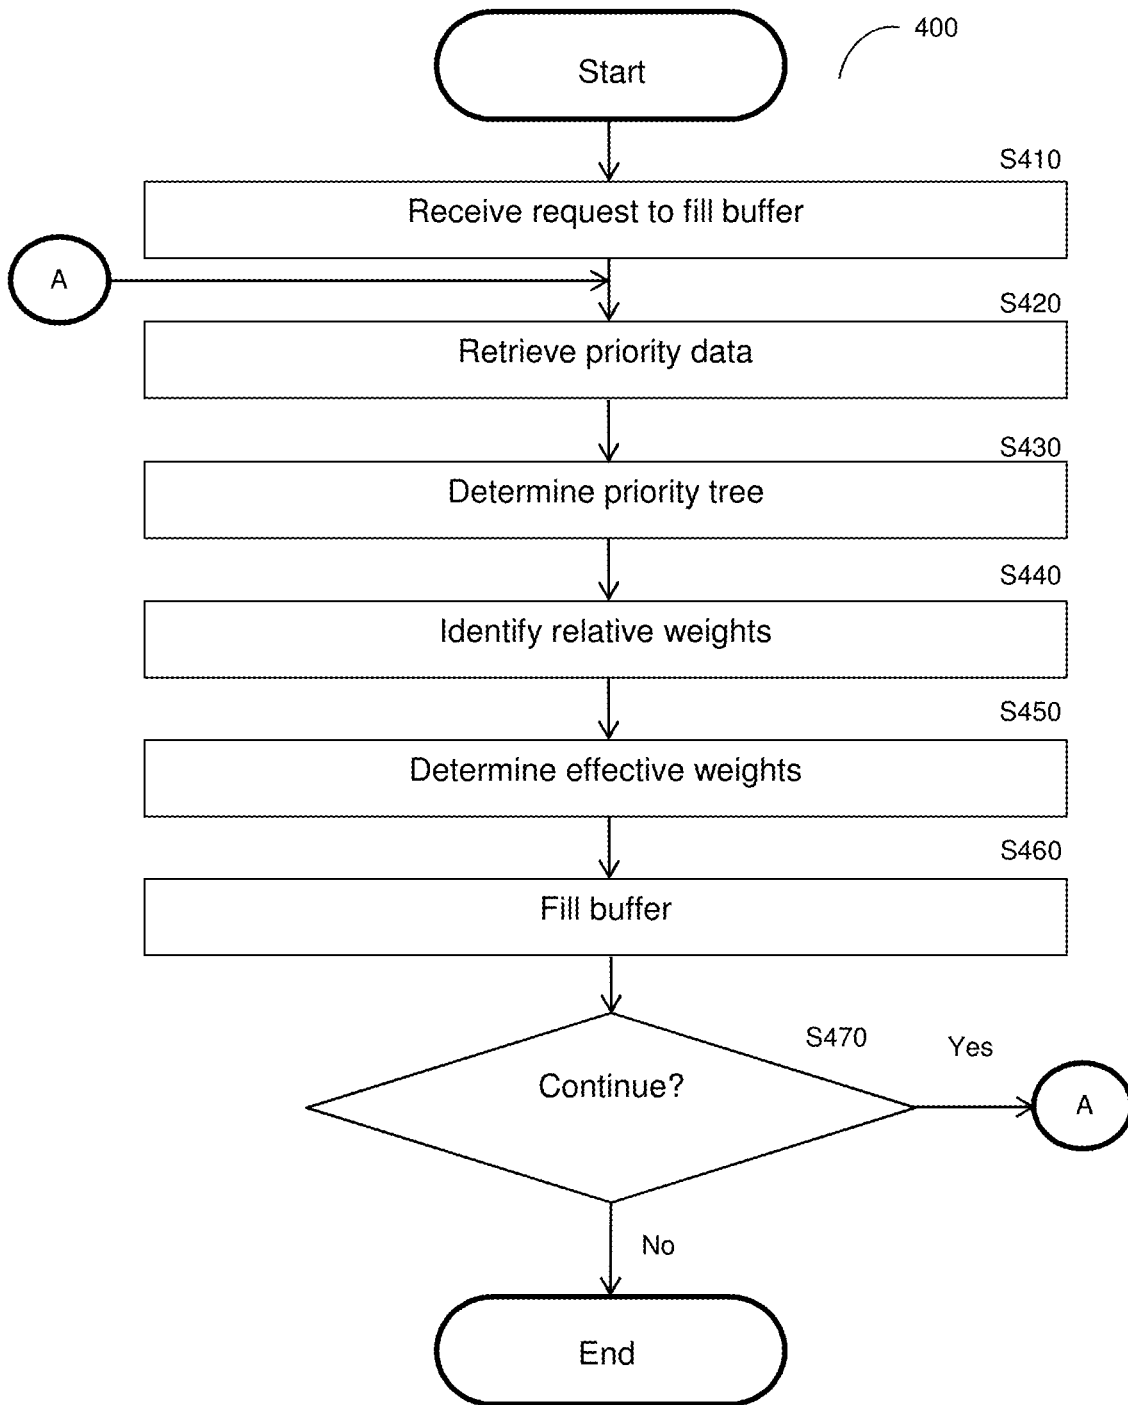 Start
400
S410
Receive request to fill buffer
A
S420
Retrieve priority data
S430
Determine priority tree
S440
Identify relative weights
S450
Determine effective weights
S460
Fill buffer
S470
Yes
Continue?
A
No
End